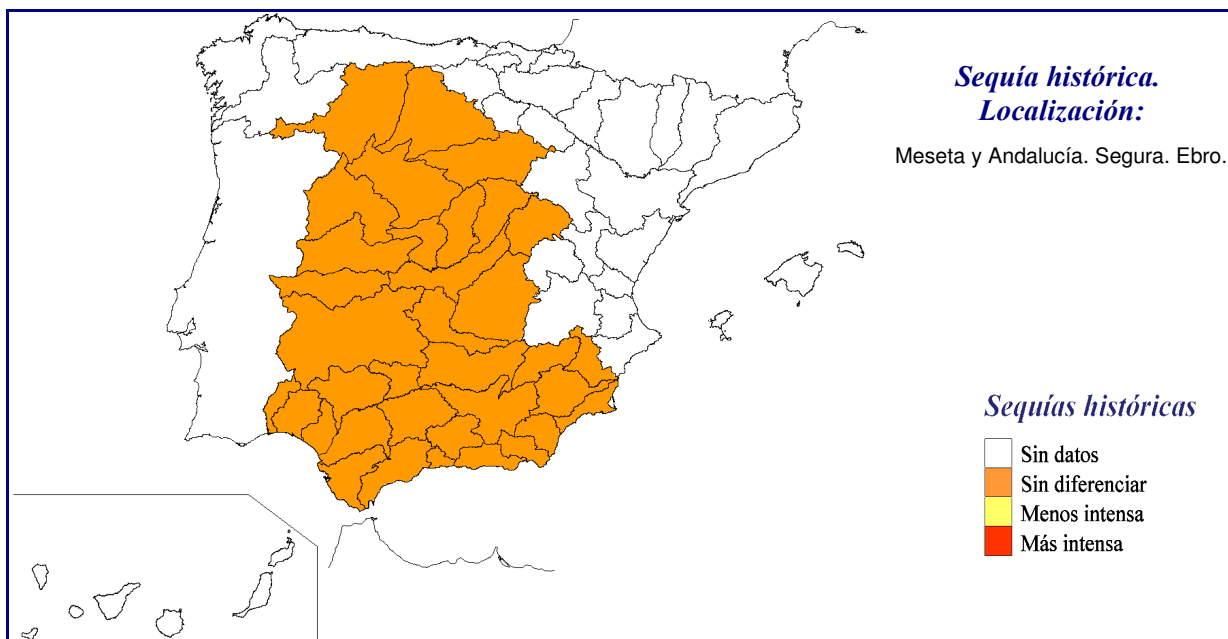 Sequía histórica.
Localización:
Meseta y Andalucía. Segura. Ebro.
Sequías históricas
Sin datos
Sin diferenciar
Menos intensa
Más intensa